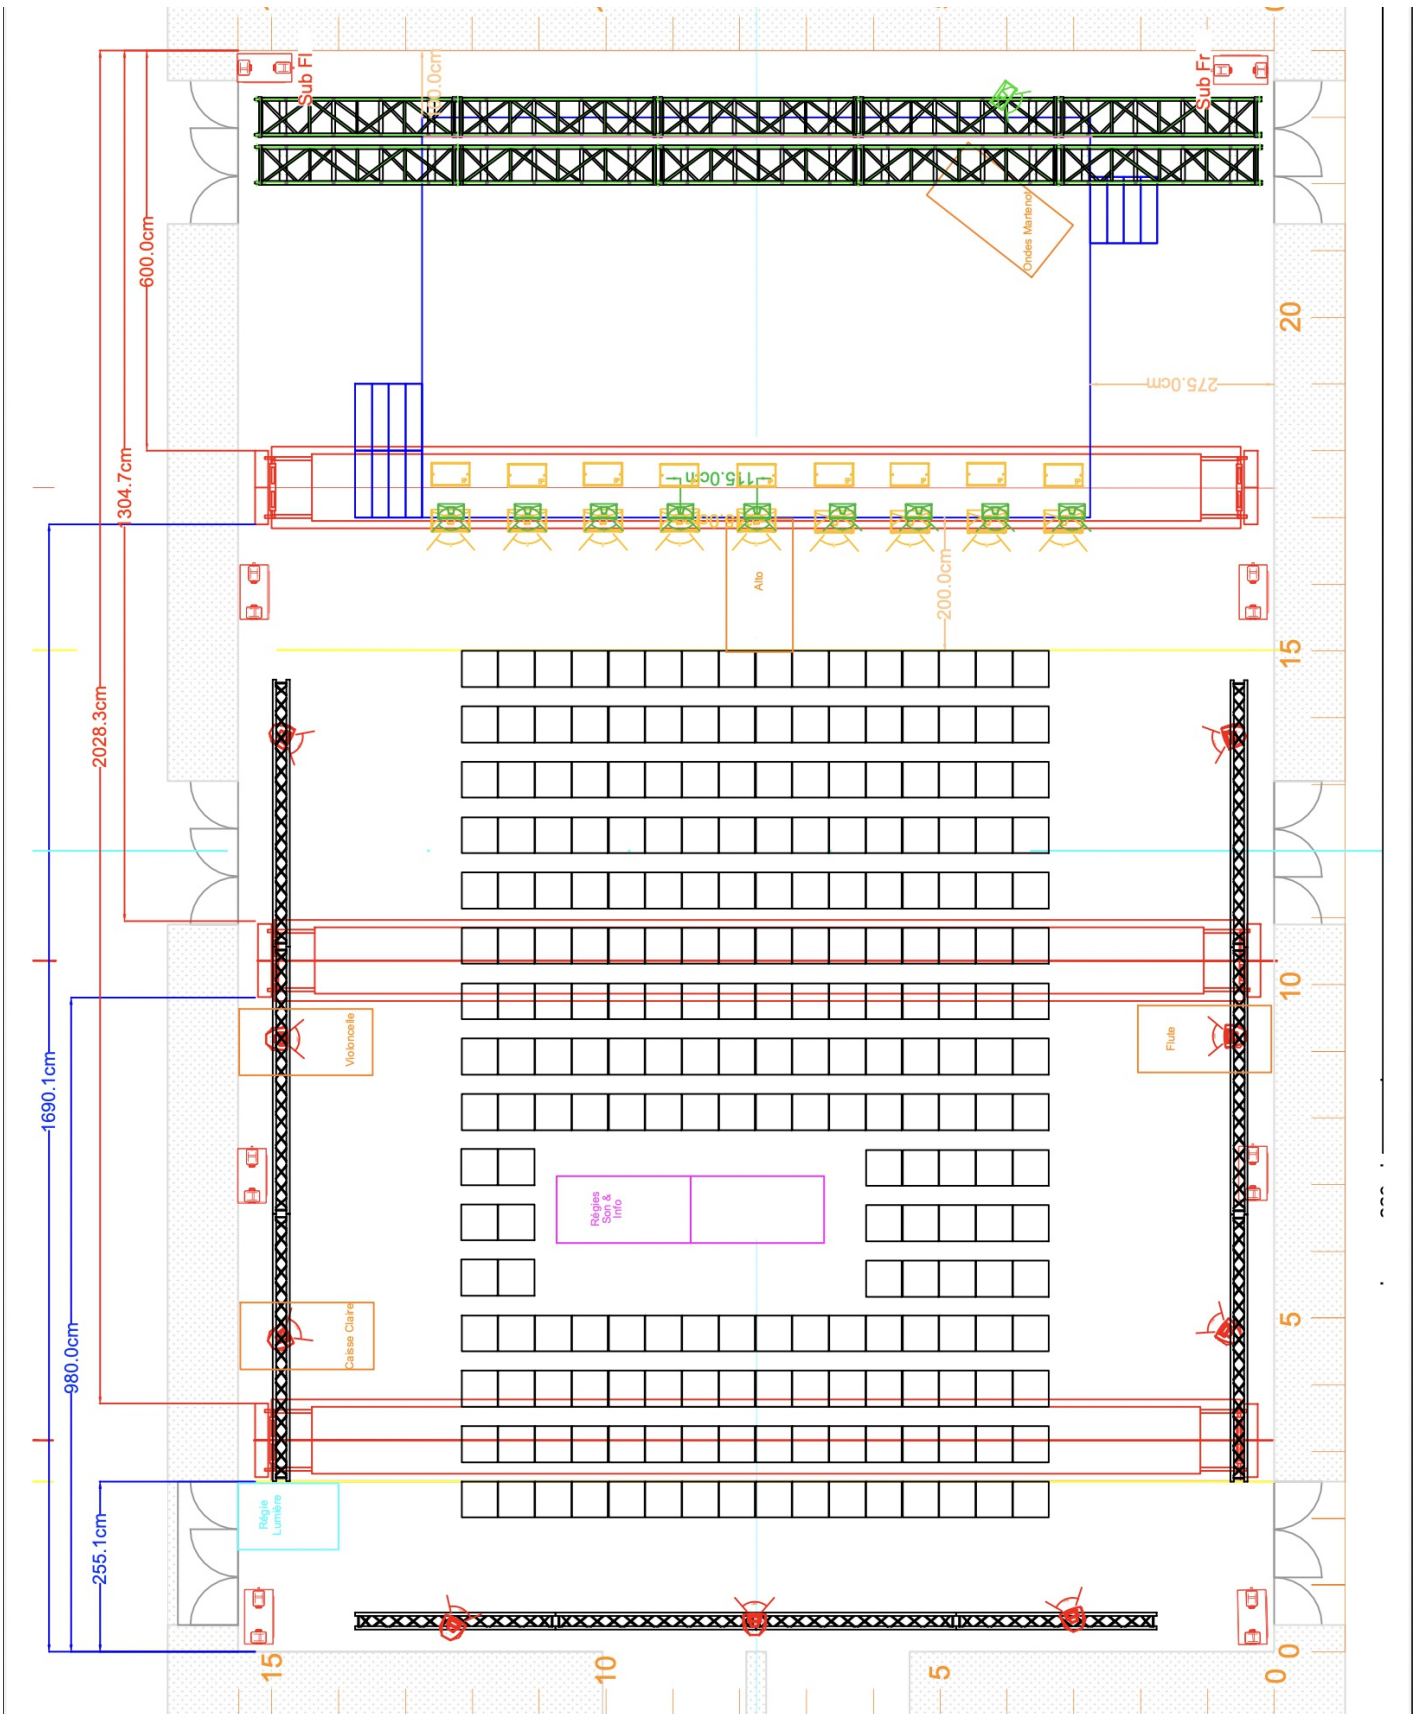 Sub Fl
Sub Fr
600.0cm
Ondes Martenot
20
275.0cm
1304.7cm
115.0cm
Alto
200.0cm
15
2028.3cm
10
Violoncelle
Flute
1690.1cm
Régies
Son &
Info
5
Caisse Claire
980.0cm
Régie
Lumière
255.1cm
15
10
5
0
0